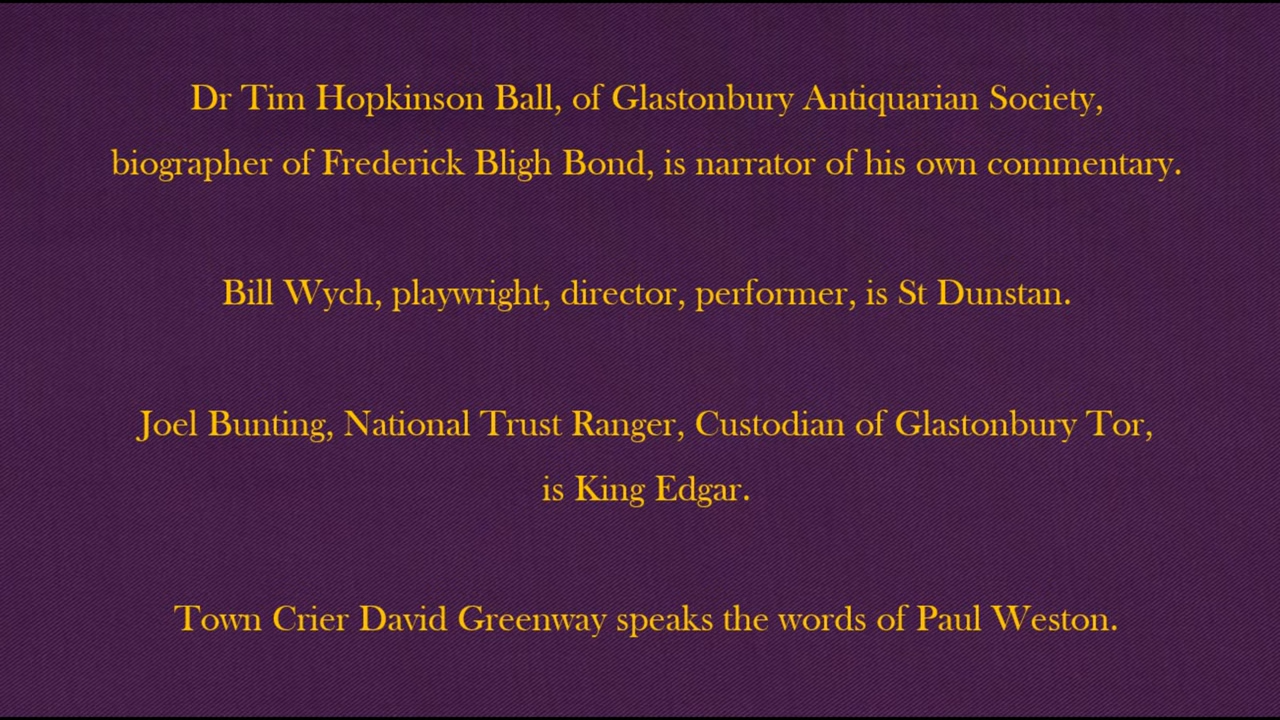 Dr Tim Hopkinson Ball, of Glastonbury Antiquarian Society,
biographer of Frederick Bligh Bond, is narrator of his own commentary.
Bill Wych, playwright, director, performer, is St Dunstan.
Joel Bunting, National Trust Ranger, Custodian of Glastonbury Tor,
is King Edgar.
Town Crier David Greenway speaks the words of Paul Weston.